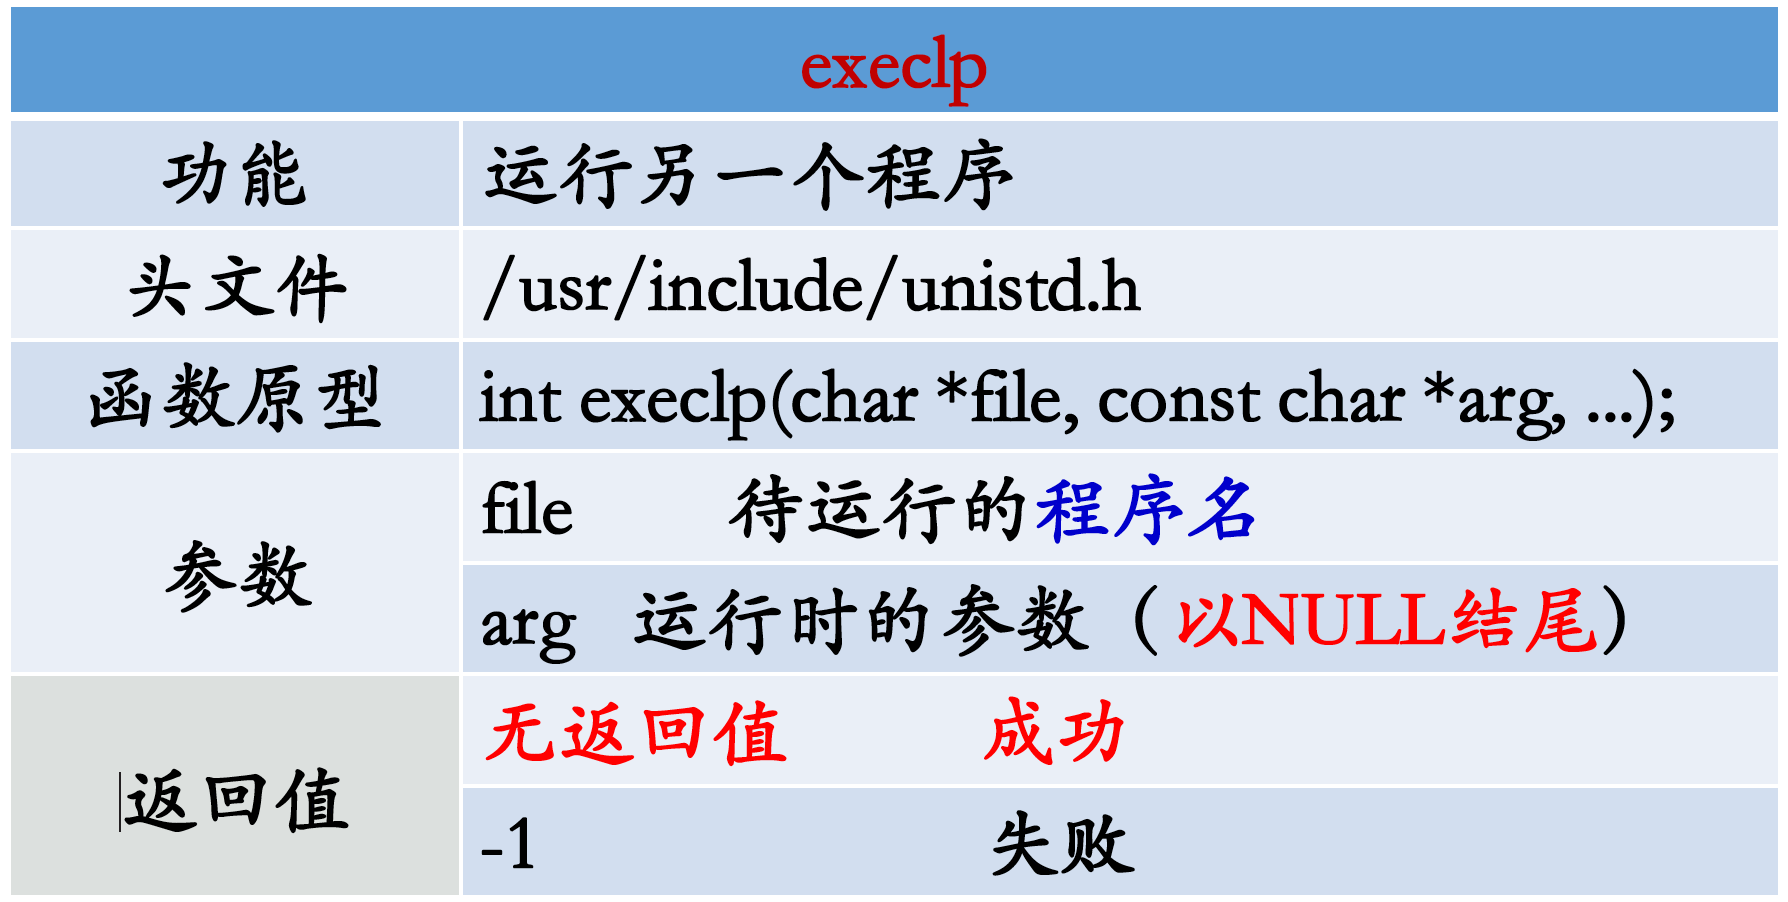 execlp
功能 运行另一个程序
头文件 /usr/include/unistd.h
函数原型 int execlp(char *file, const char *arg, ...);
参数
file 待运行的程序名
arg 运行时的参数（以NULL结尾）
返回值
无返回值 成功
-1 失败